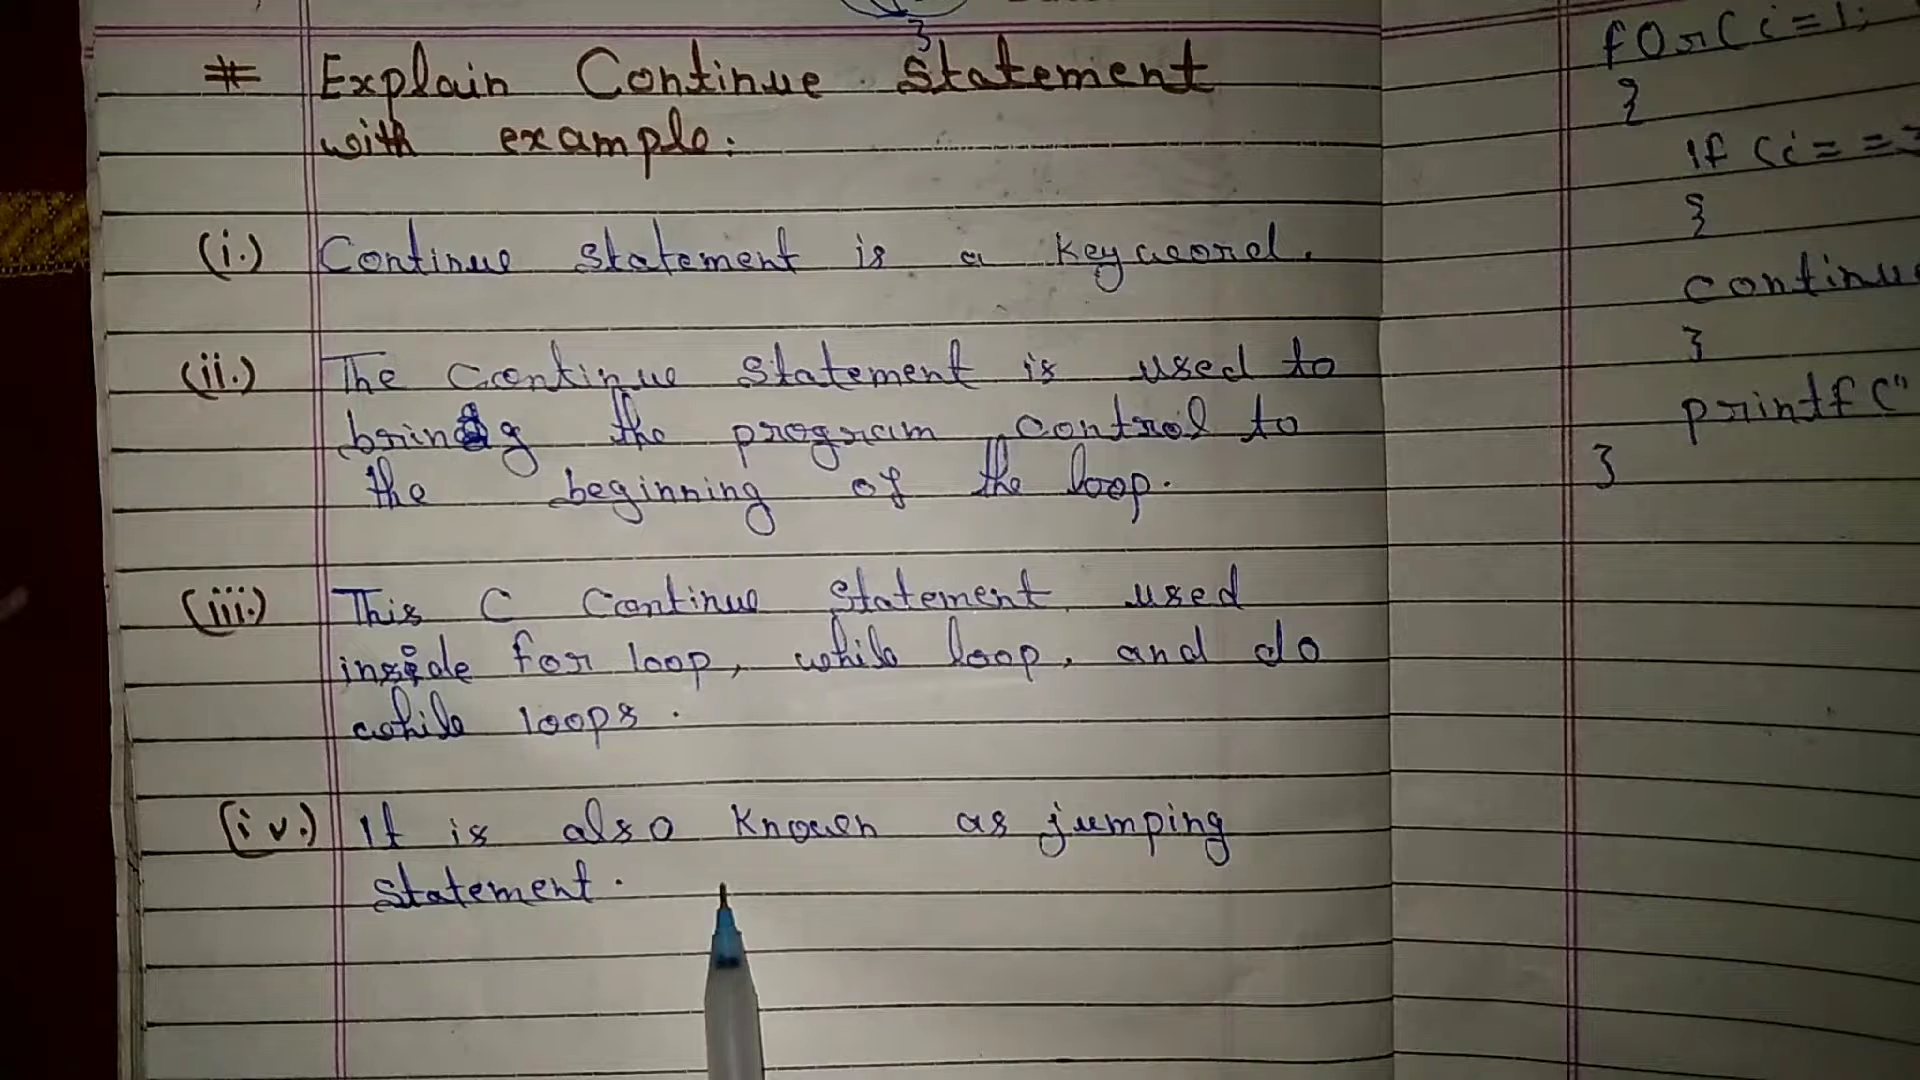 # Explain Continue Statement
with example.
(i.) Continue statement is a keyword.
(ii.) The continue statement is used to
bring the program control to
the beginning of the loop.
(iii.) This C Continue statement used
inside for loop, while loop, and do
while loops.
(iv.) It is also known as jumping
statement.
for(i=1;
}
if (i==3
}
continue
}
printf("
}